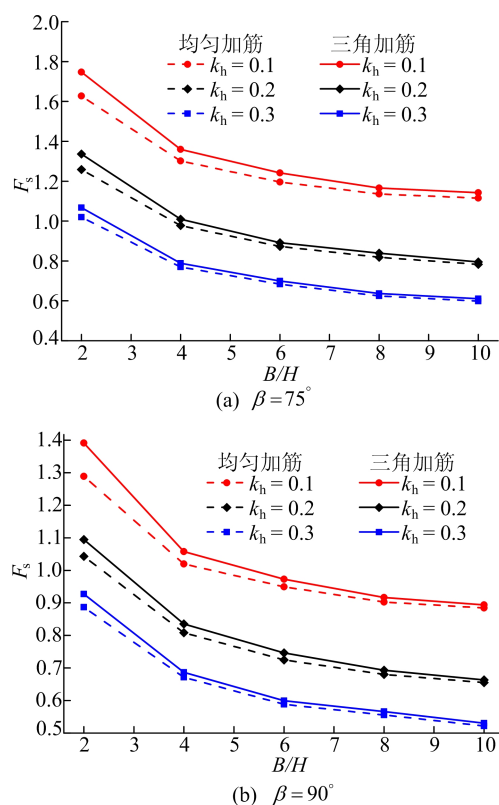 均匀加筋 三角加筋
kh = 0.1 kh = 0.1
kh = 0.2 kh = 0.2
kh = 0.3 kh = 0.3
Fs
2.0
1.8
1.6
1.4
1.2
1.0
0.8
0.6
0.4
2 3 4 5 6 7 8 9 10
B/H
(a) β = 75°
均匀加筋 三角加筋
kh = 0.1 kh = 0.1
kh = 0.2 kh = 0.2
kh = 0.3 kh = 0.3
Fs
1.4
1.3
1.2
1.1
1.0
0.9
0.8
0.7
0.6
0.5
2 3 4 5 6 7 8 9 10
B/H
(b) β = 90°